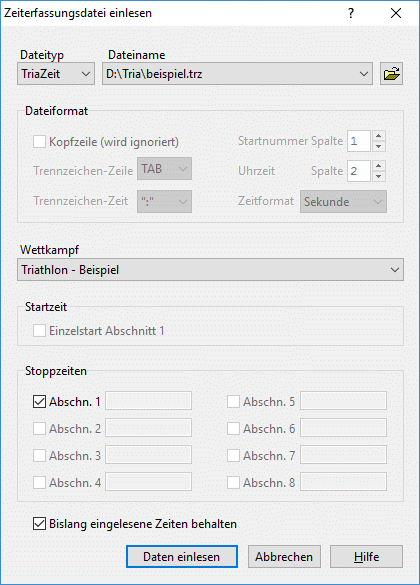 Zeiterfassungsdatei einlesen
Dateityp Dateiname
TriaZeit D:\Tria\beispiel.trz
Dateiformat
Kopfzeile (wird ignoriert) Startnummer Spalte 1
Trennzeichen-Zeile TAB Uhrzeit Spalte 2
Trennzeichen-Zeit ":" Zeitformat Sekunde
Wettkampf
Triathlon - Beispiel
Startzeit
Einzelstart Abschnitt 1
Stoppzeiten
Abschn. 1 Abschn. 5
Abschn. 2 Abschn. 6
Abschn. 3 Abschn. 7
Abschn. 4 Abschn. 8
Bislang eingelesene Zeiten behalten
Daten einlesen Abbrechen Hilfe